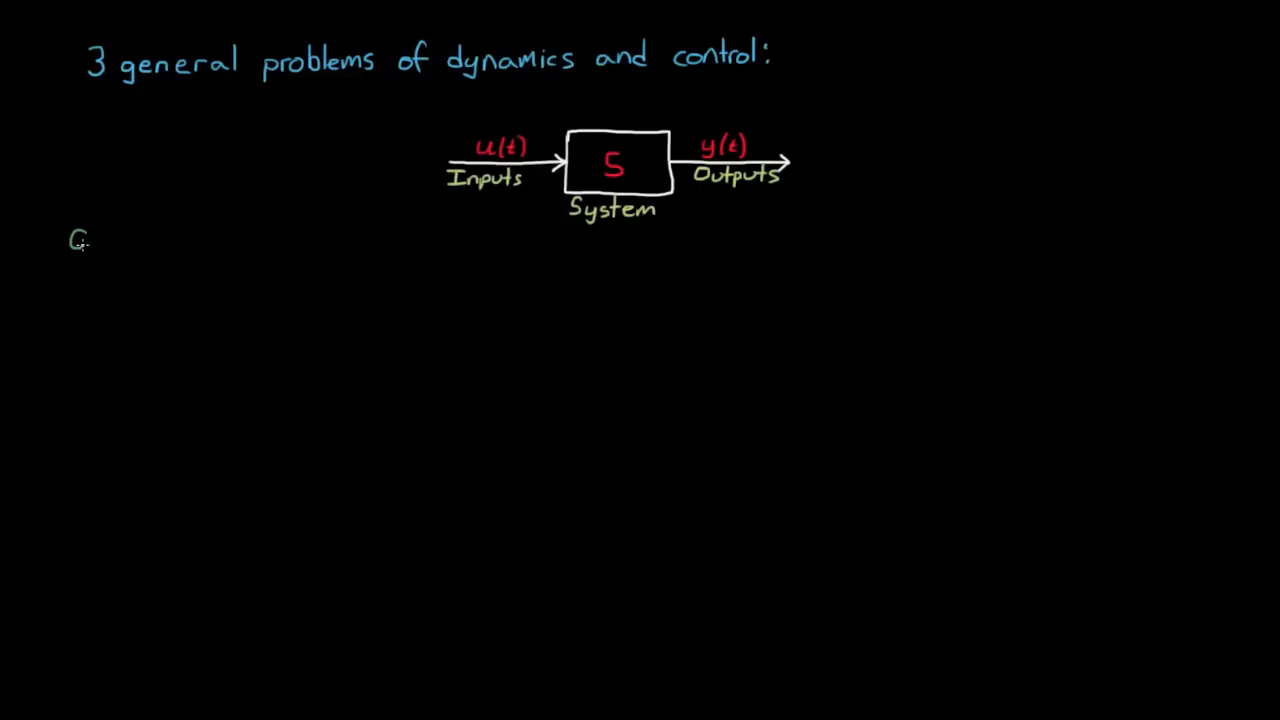 3 general problems of dynamics and control:
u(t) S y(t)
Inputs Outputs
System